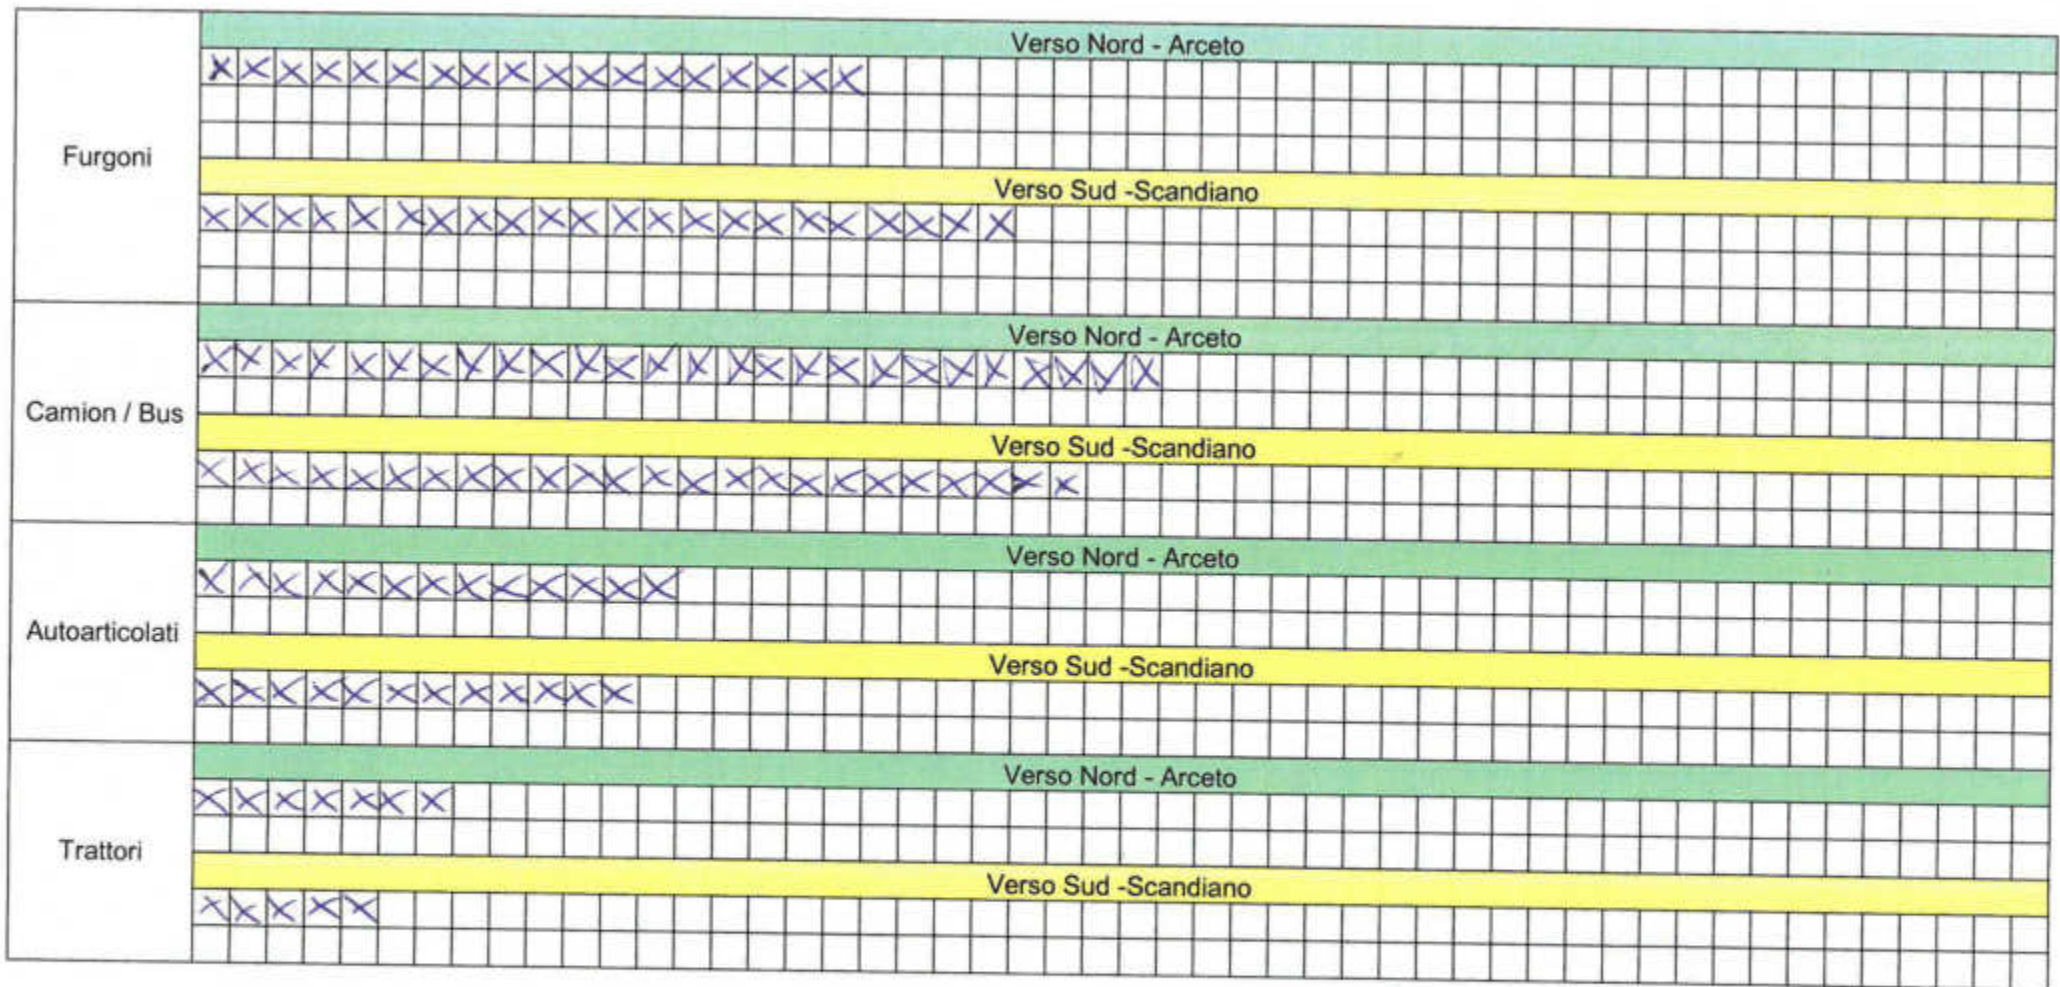 Furgoni
Verso Nord - Arceto
X X X X X X X X X X X X X X X X X X
Verso Sud -Scandiano
X X X X X X X X X X X X X X X X X X X X X X
Camion / Bus
Verso Nord - Arceto
X X X X X X X X X X X X X X X X X X X X X X X X X X
Verso Sud -Scandiano
X X X X X X X X X X X X X X X X X X X X X X X X
Autoarticolati
Verso Nord - Arceto
X X X X X X X X X X X X X
Verso Sud -Scandiano
X X X X X X X X X X X X
Trattori
Verso Nord - Arceto
X X X X X X X
Verso Sud -Scandiano
X X X X X